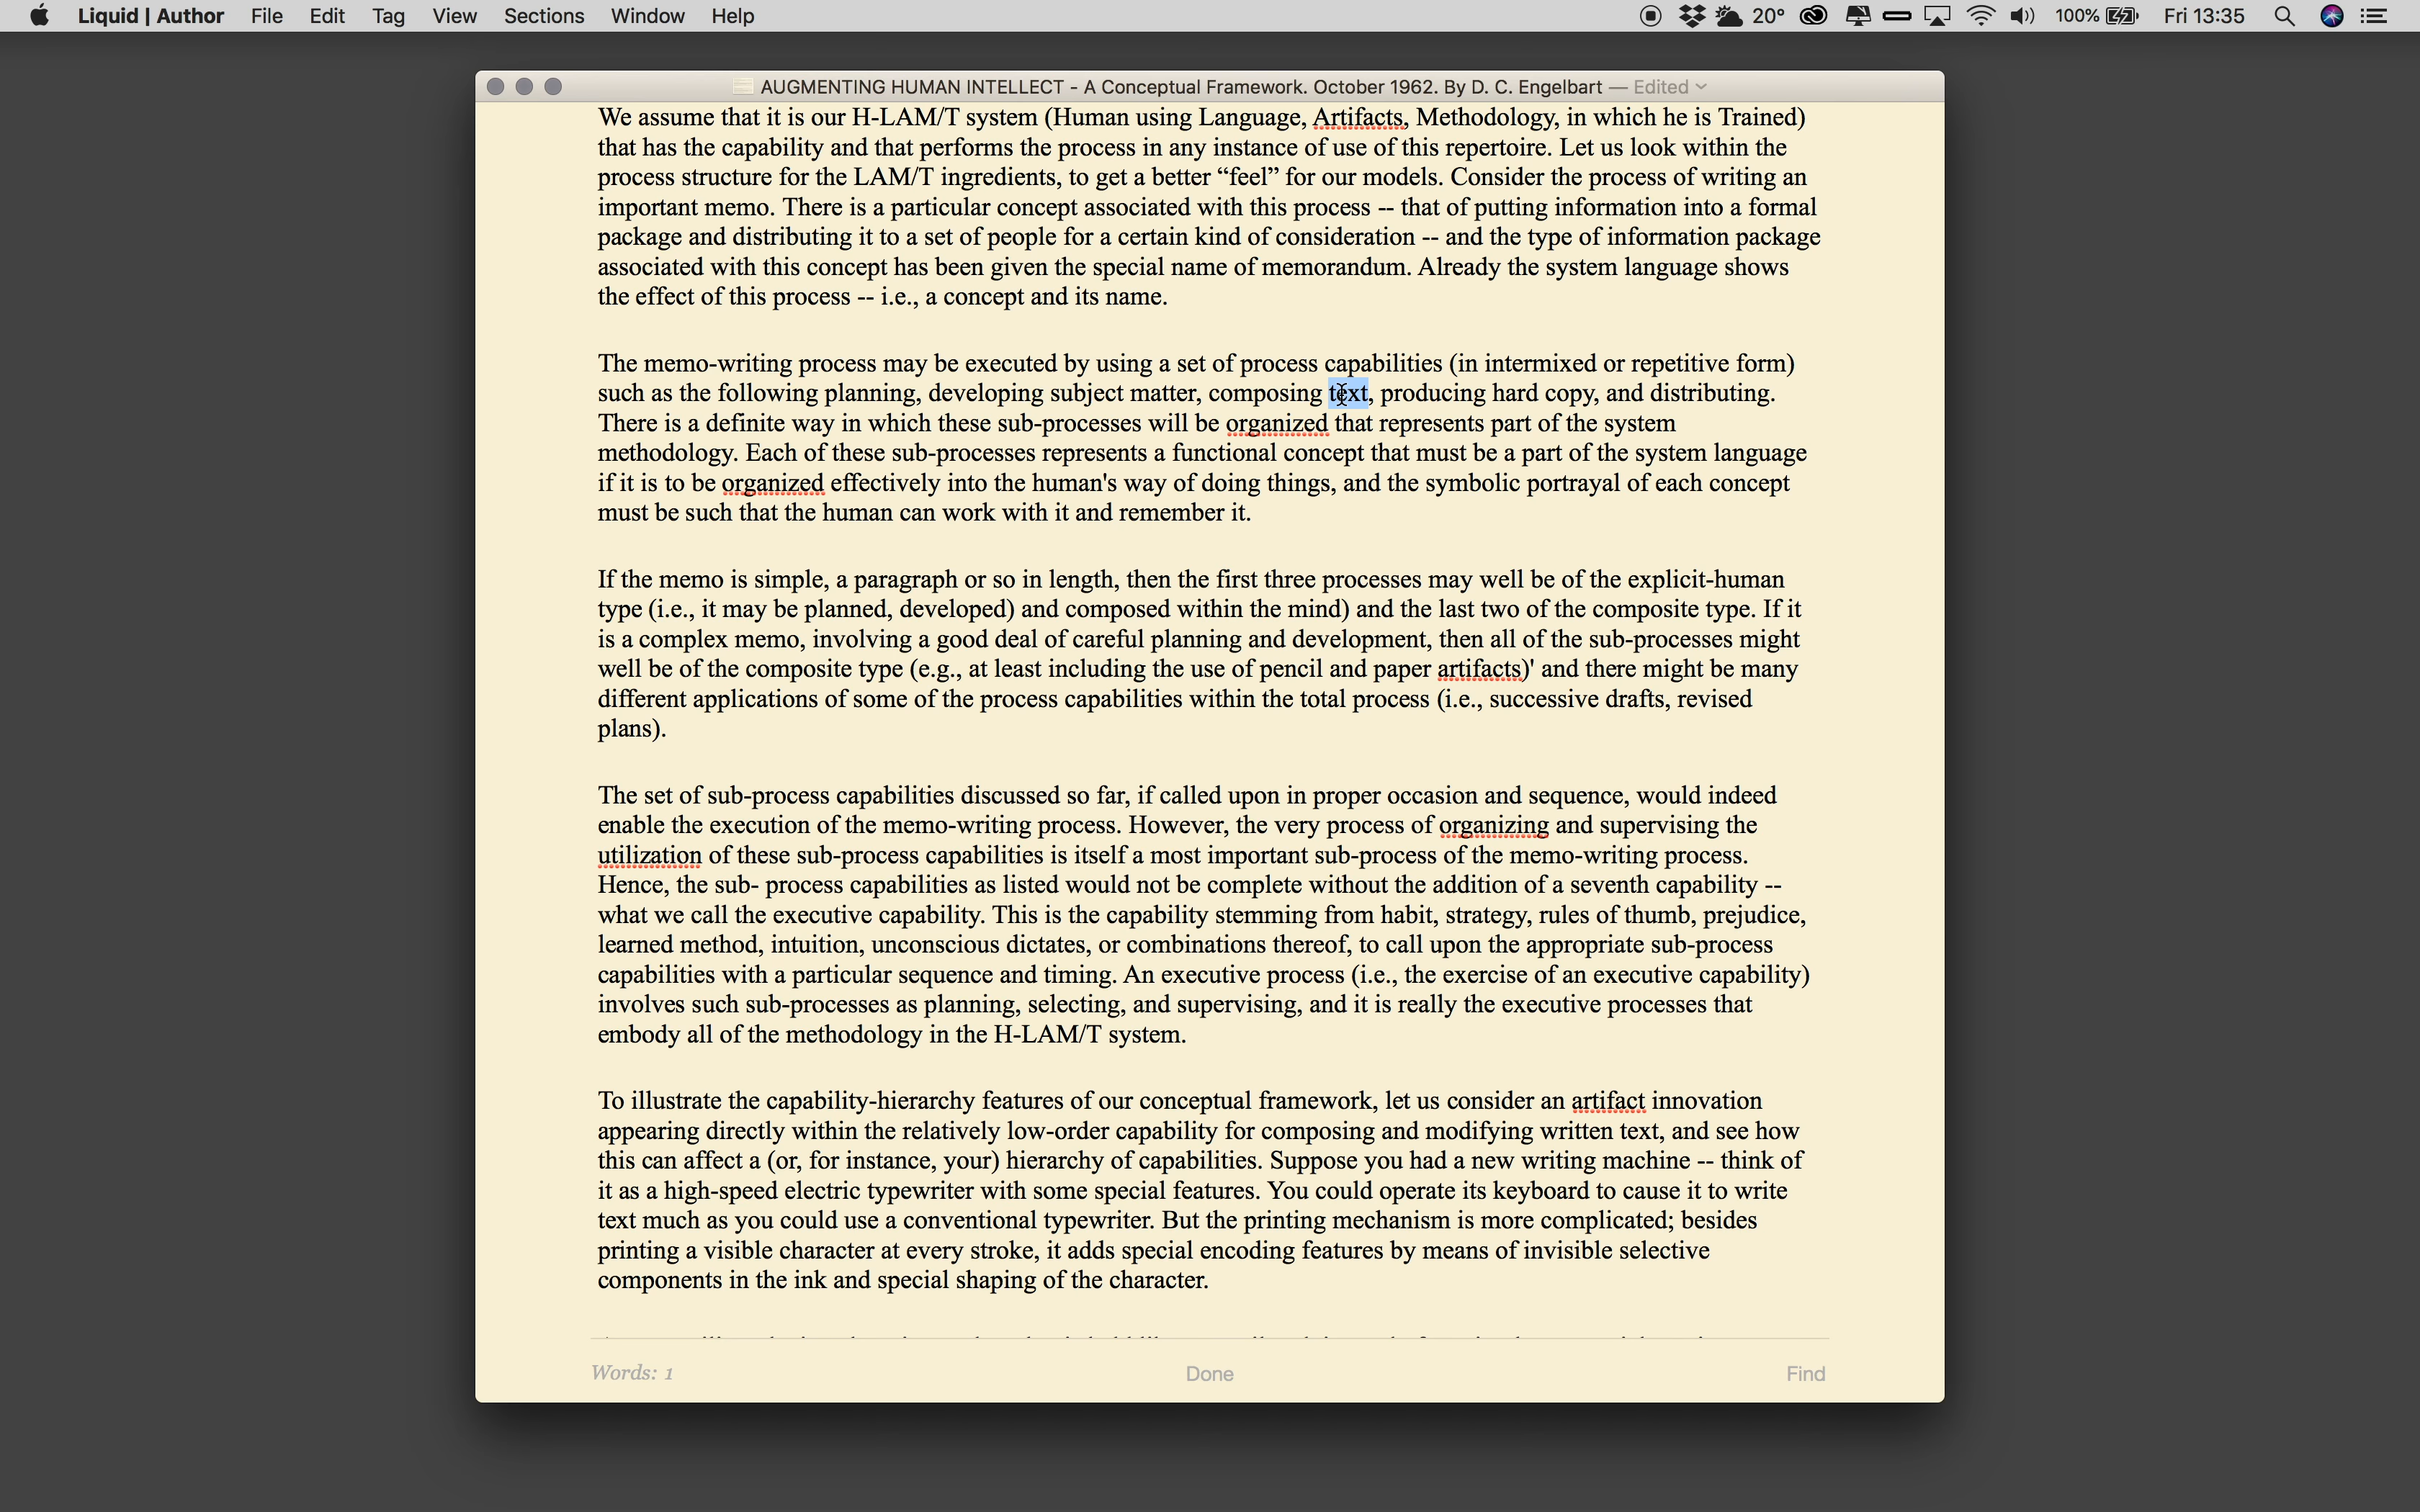 Liquid | Author File Edit Tag View Sections Window Help 20° 100% Fri 13:35
AUGMENTING HUMAN INTELLECT - A Conceptual Framework. October 1962. By D. C. Engelbart — Edited
We assume that it is our H-LAM/T system (Human using Language, Artifacts, Methodology, in which he is Trained)
that has the capability and that performs the process in any instance of use of this repertoire. Let us look within the
process structure for the LAM/T ingredients, to get a better “feel” for our models. Consider the process of writing an
important memo. There is a particular concept associated with this process -- that of putting information into a formal
package and distributing it to a set of people for a certain kind of consideration -- and the type of information package
associated with this concept has been given the special name of memorandum. Already the system language shows
the effect of this process -- i.e., a concept and its name.
The memo-writing process may be executed by using a set of process capabilities (in intermixed or repetitive form)
such as the following planning, developing subject matter, composing text, producing hard copy, and distributing.
There is a definite way in which these sub-processes will be organized that represents part of the system
methodology. Each of these sub-processes represents a functional concept that must be a part of the system language
if it is to be organized effectively into the human's way of doing things, and the symbolic portrayal of each concept
must be such that the human can work with it and remember it.
If the memo is simple, a paragraph or so in length, then the first three processes may well be of the explicit-human
type (i.e., it may be planned, developed) and composed within the mind) and the last two of the composite type. If it
is a complex memo, involving a good deal of careful planning and development, then all of the sub-processes might
well be of the composite type (e.g., at least including the use of pencil and paper artifacts)' and there might be many
different applications of some of the process capabilities within the total process (i.e., successive drafts, revised
plans).
The set of sub-process capabilities discussed so far, if called upon in proper occasion and sequence, would indeed
enable the execution of the memo-writing process. However, the very process of organizing and supervising the
utilization of these sub-process capabilities is itself a most important sub-process of the memo-writing process.
Hence, the sub- process capabilities as listed would not be complete without the addition of a seventh capability --
what we call the executive capability. This is the capability stemming from habit, strategy, rules of thumb, prejudice,
learned method, intuition, unconscious dictates, or combinations thereof, to call upon the appropriate sub-process
capabilities with a particular sequence and timing. An executive process (i.e., the exercise of an executive capability)
involves such sub-processes as planning, selecting, and supervising, and it is really the executive processes that
embody all of the methodology in the H-LAM/T system.
To illustrate the capability-hierarchy features of our conceptual framework, let us consider an artifact innovation
appearing directly within the relatively low-order capability for composing and modifying written text, and see how
this can affect a (or, for instance, your) hierarchy of capabilities. Suppose you had a new writing machine -- think of
it as a high-speed electric typewriter with some special features. You could operate its keyboard to cause it to write
text much as you could use a conventional typewriter. But the printing mechanism is more complicated; besides
printing a visible character at every stroke, it adds special encoding features by means of invisible selective
components in the ink and special shaping of the character.
Words: 1 Done Find